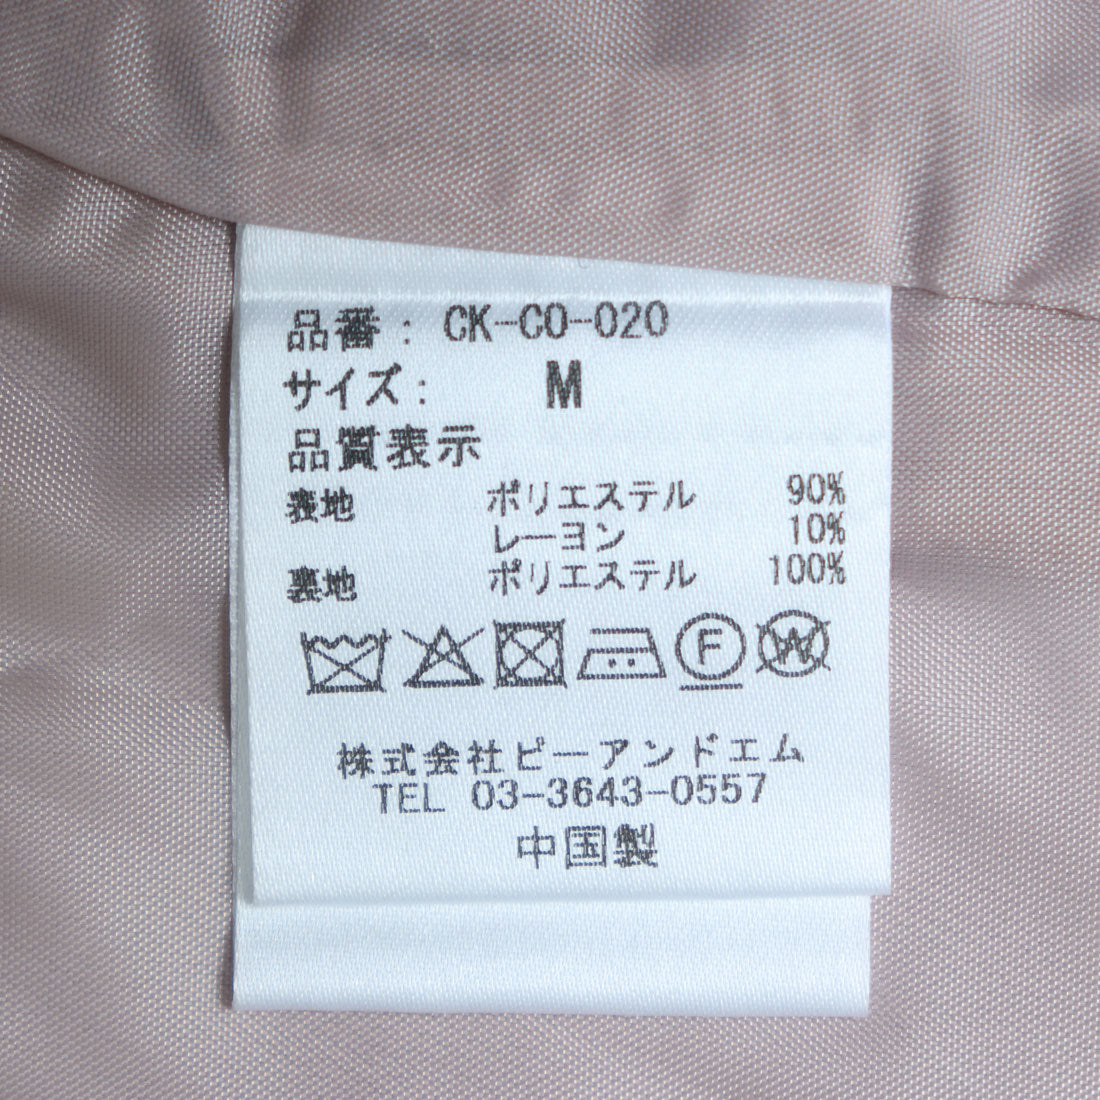 品番： CK-CO-020
サイズ： M
品質表示
表地 ポリエステル 90%
レーヨン 10%
裏地 ポリエステル 100%
F W
株式会社ピーアンドエム
TEL 03-3643-0557
中国製